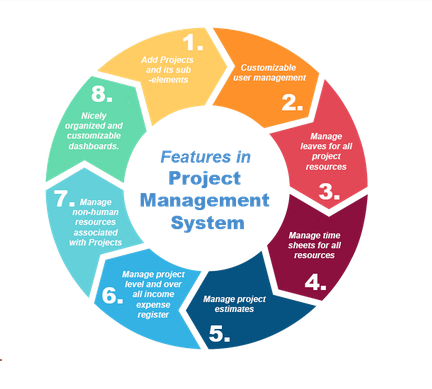 Features in
Project
Management
System
1.
Add Projects
and its sub
-elements
Customizable
user management
2.
Manage
leaves for all
project
resources
3.
Manage time
sheets for all
resources
4.
Manage project
estimates
5.
Manage project
level and over
all income
expense
register
6.
7.
Manage
non-human
resources
associated
with Projects
8.
Nicely
organized and
customizable
dashboards.